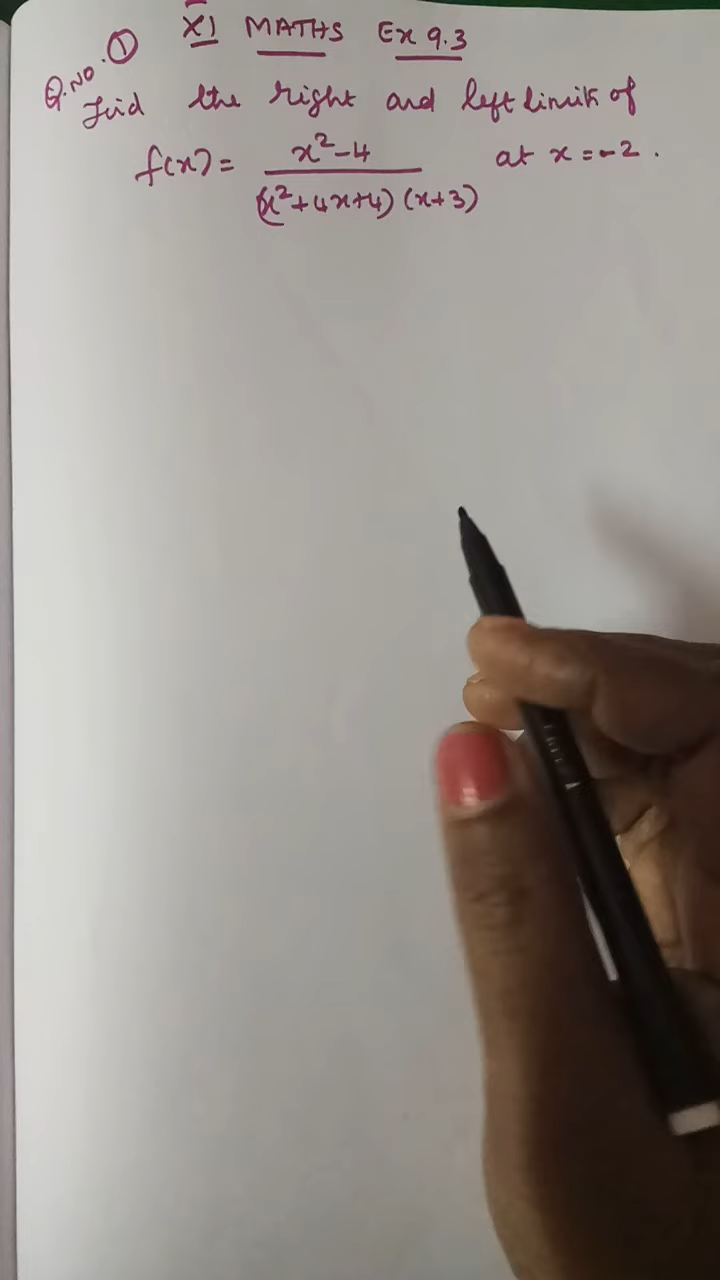 XI MATHS Ex 9.3
Q.NO. ① Find the right and left limits of
f(x) = x²-4 / (x²+4x+4) (x+3) at x = -2.